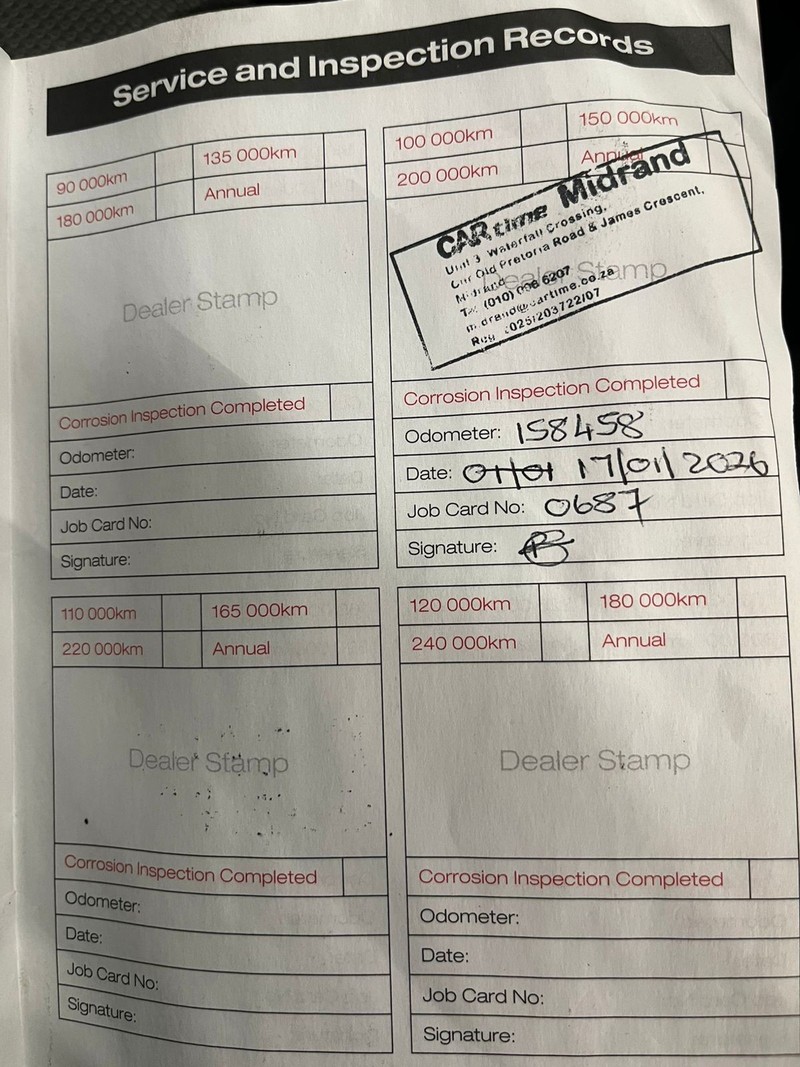 Service and Inspection Records
90 000km 135 000km
180 000km Annual
Dealer Stamp
Corrosion Inspection Completed
Odometer:
Date:
Job Card No:
Signature:
100 000km 150 000km
200 000km Annual
Dealer Stamp
CARtime Midrand
Unit 3 Waterfall Crossing,
Cnr Old Pretoria Road & James Crescent,
Midrand
(010) 006 6207
midrand@cartime.co.za
Corrosion Inspection Completed
Odometer: 158458
Date: 01/01 17/01/2026
Job Card No: 0687
Signature:
110 000km 165 000km
220 000km Annual
Dealer Stamp
Corrosion Inspection Completed
Odometer:
Date:
Job Card No:
Signature:
120 000km 180 000km
240 000km Annual
Dealer Stamp
Corrosion Inspection Completed
Odometer:
Date:
Job Card No:
Signature: